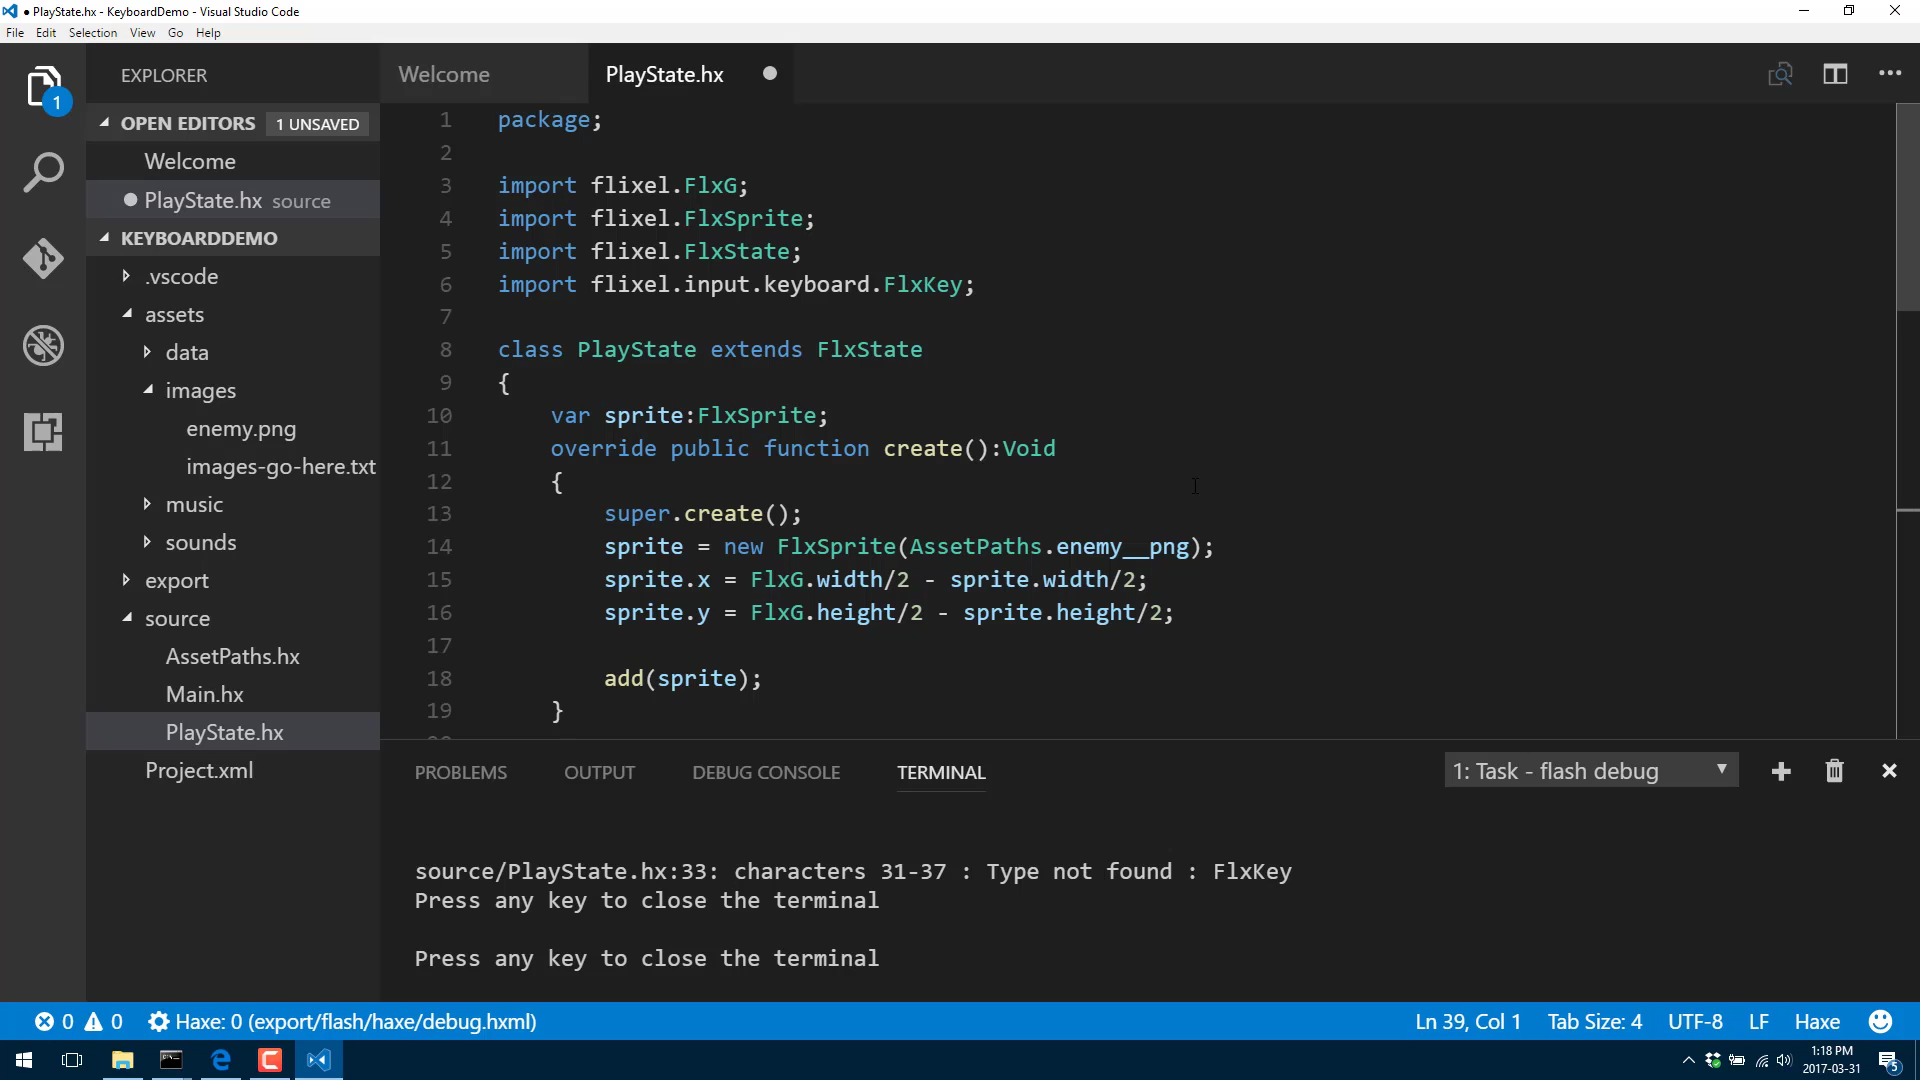 ● PlayState.hx - KeyboardDemo - Visual Studio Code
File Edit Selection View Go Help
EXPLORER
1
OPEN EDITORS 1 UNSAVED
Welcome
PlayState.hx source
KEYBOARDDEMO
.vscode
assets
data
images
enemy.png
images-go-here.txt
music
sounds
export
source
AssetPaths.hx
Main.hx
PlayState.hx
Project.xml
Welcome PlayState.hx
1 package;
2
3 import flixel.FlxG;
4 import flixel.FlxSprite;
5 import flixel.FlxState;
6 import flixel.input.keyboard.FlxKey;
7
8 class PlayState extends FlxState
9 {
10 var sprite:FlxSprite;
11 override public function create():Void
12 {
13 super.create();
14 sprite = new FlxSprite(AssetPaths.enemy__png);
15 sprite.x = FlxG.width/2 - sprite.width/2;
16 sprite.y = FlxG.height/2 - sprite.height/2;
17
18 add(sprite);
19 }
PROBLEMS OUTPUT DEBUG CONSOLE TERMINAL 1: Task - flash debug
source/PlayState.hx:33: characters 31-37 : Type not found : FlxKey
Press any key to close the terminal
Press any key to close the terminal
0 0 Haxe: 0 (export/flash/haxe/debug.hxml) Ln 39, Col 1 Tab Size: 4 UTF-8 LF Haxe
1:18 PM
2017-03-31
5